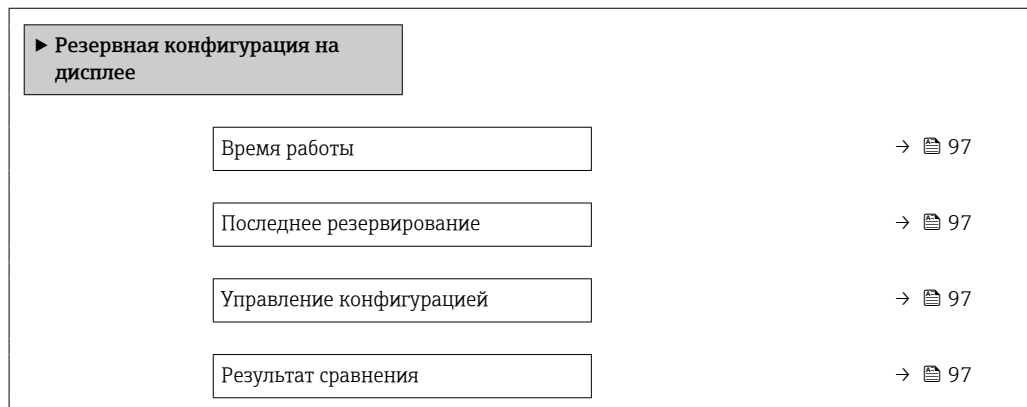 ▶ Резервная конфигурация на
дисплее
Время работы → 97
Последнее резервирование → 97
Управление конфигурацией → 97
Результат сравнения → 97